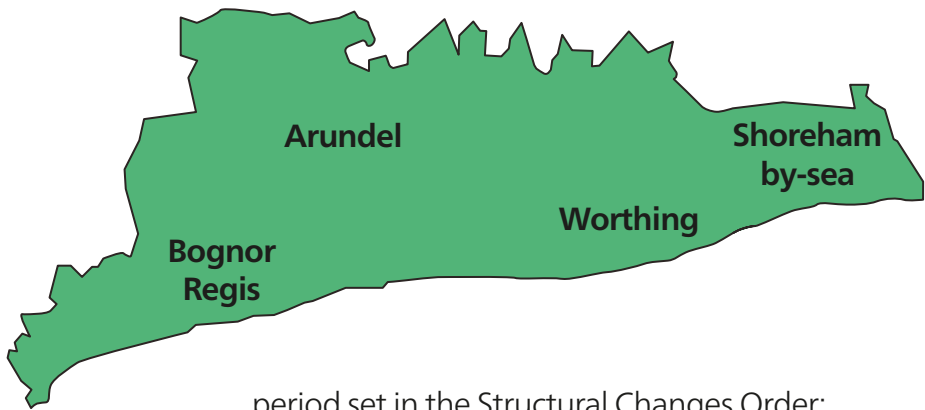 Arundel
Shoreham
by-sea
Worthing
Bognor
Regis
period set in the Structural Changes Order;